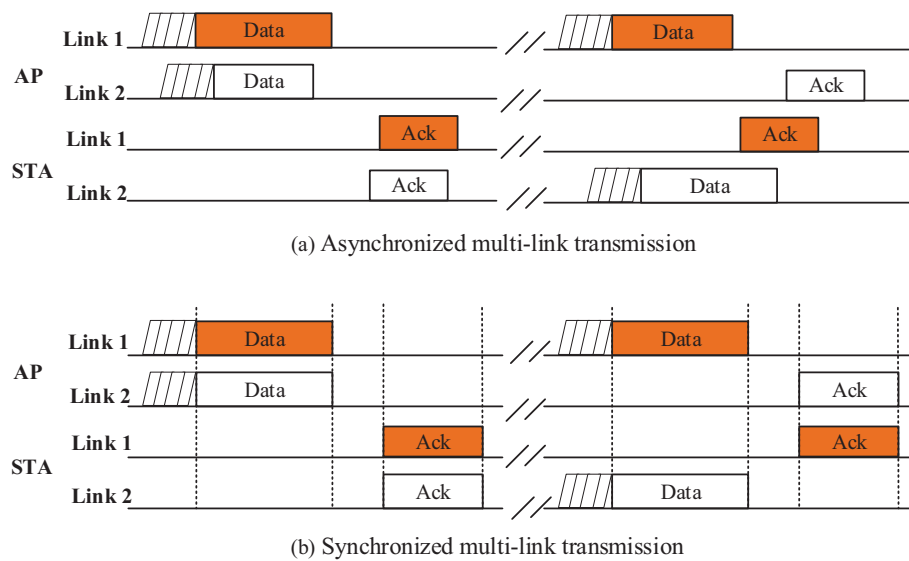 Link 1 Data Data
AP
Link 2 Data Ack
Link 1 Ack Ack
STA
Link 2 Ack Data
(a) Asynchronized multi-link transmission
Link 1 Data Data
AP
Link 2 Data Ack
Link 1 Ack Ack
STA
Link 2 Ack Data
(b) Synchronized multi-link transmission